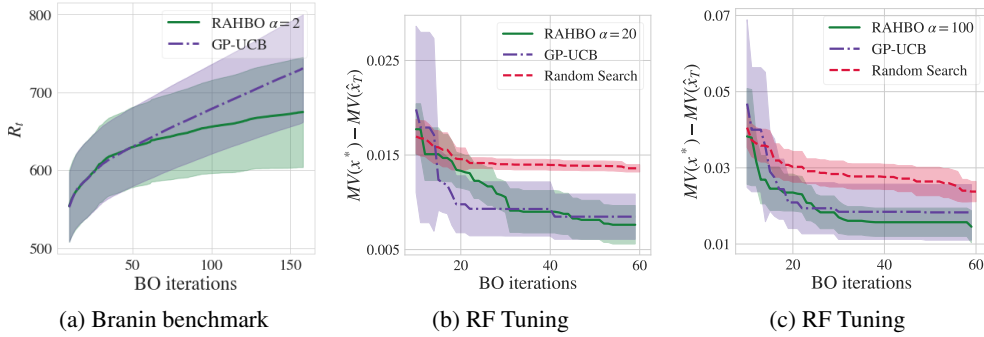 800
700
600
500
R_t
50
100
150
BO iterations
RAHBO α = 2
GP-UCB
(a) Branin benchmark
0.025
0.015
0.005
MV(x*) − MV(x̂_T)
20
40
60
BO iterations
RAHBO α = 20
GP-UCB
Random Search
(b) RF Tuning
0.07
0.05
0.03
0.01
MV(x*) − MV(x̂_T)
20
40
60
BO iterations
RAHBO α = 100
GP-UCB
Random Search
(c) RF Tuning